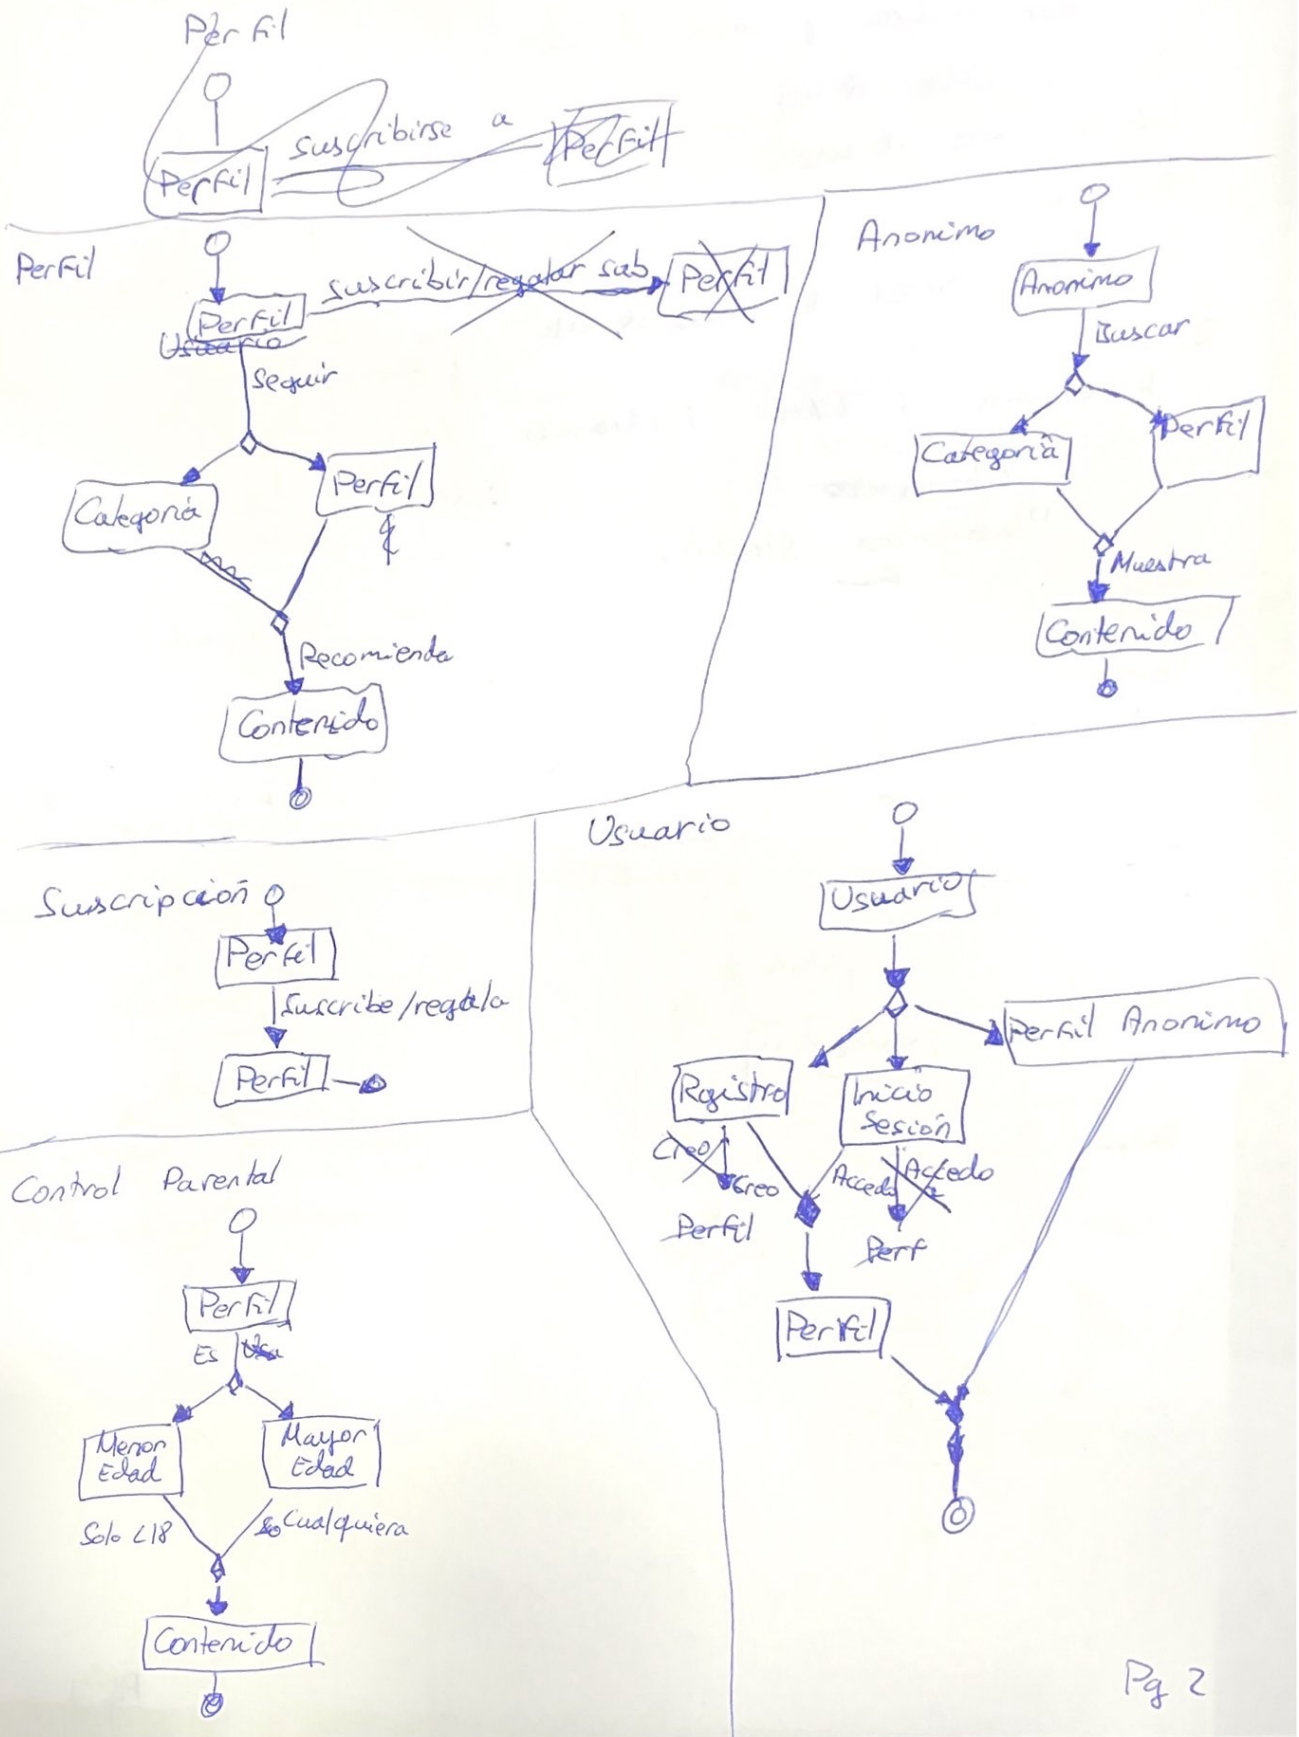 Perfil
suscribirse a
Perfil
Perfil
Perfil
Perfil
Usuario
suscribir/regalar sub
Perfil
Seguir
Categoria
Perfil
Recomienda
Contenido
Anonimo
Anonimo
Buscar
Categoria
Perfil
Muestra
Contenido
Suscripción
Perfil
Suscribe/regala
Perfil
Usuario
Usuario
Perfil Anonimo
Registro
Inicio
Sesión
Creo
Creo
Accedo
Accedo
Perfil
Perf
Perfil
Control Parental
Perfil
Es
Menor
Edad
Mayor
Edad
Solo <18
Cualquiera
Contenido
Pg 2